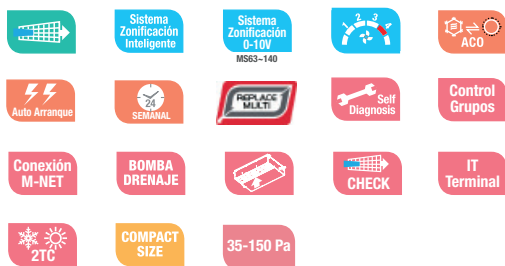 Sistema
Zonificación
Inteligente
Sistema
Zonificación
0-10V
MS63~140
1 2 3 4
ACO
Auto Arranque
24
SEMANAL
REPLACE
MULTI
Self
Diagnosis
Control
Grupos
Conexión
M-NET
BOMBA
DRENAJE
CHECK
IT
Terminal
2TC
COMPACT
SIZE
35-150 Pa